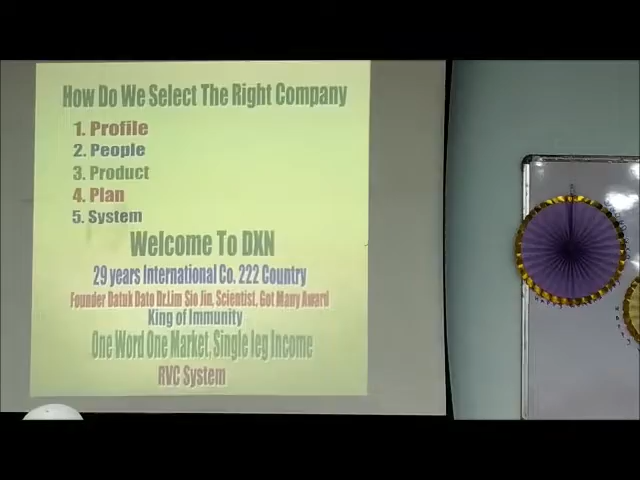 How Do We Select The Right Company
1. Profile
2. People
3. Product
4. Plan
5. System
Welcome To DXN
29 years International Co. 222 Country
Founder Datuk Dato Dr.Lim Sio Jin, Scientist, Got Many Award
King of Immunity
One Word One Market, Single leg Income
RVC System